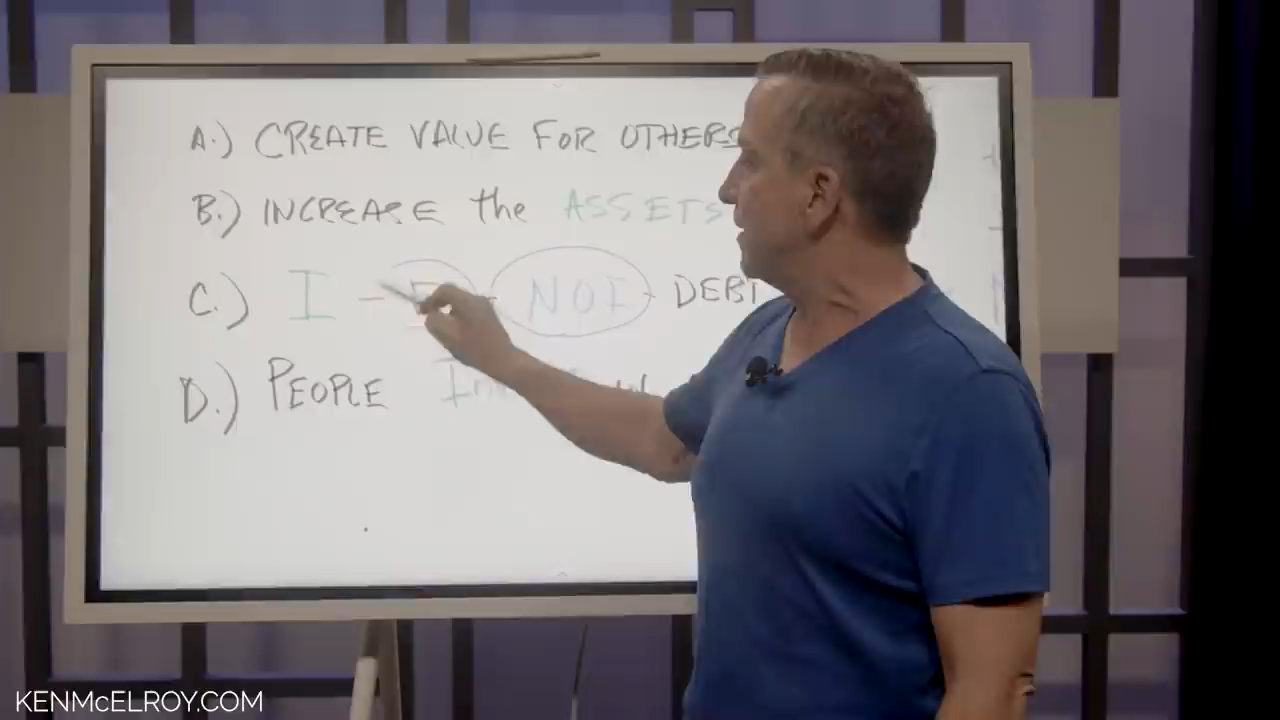 A.) CREATE VALUE FOR OTHERS
B.) INCREASE the ASSETS
C.) I - E - NOI - DEBT
D.) PEOPLE
KENMcELROY.COM